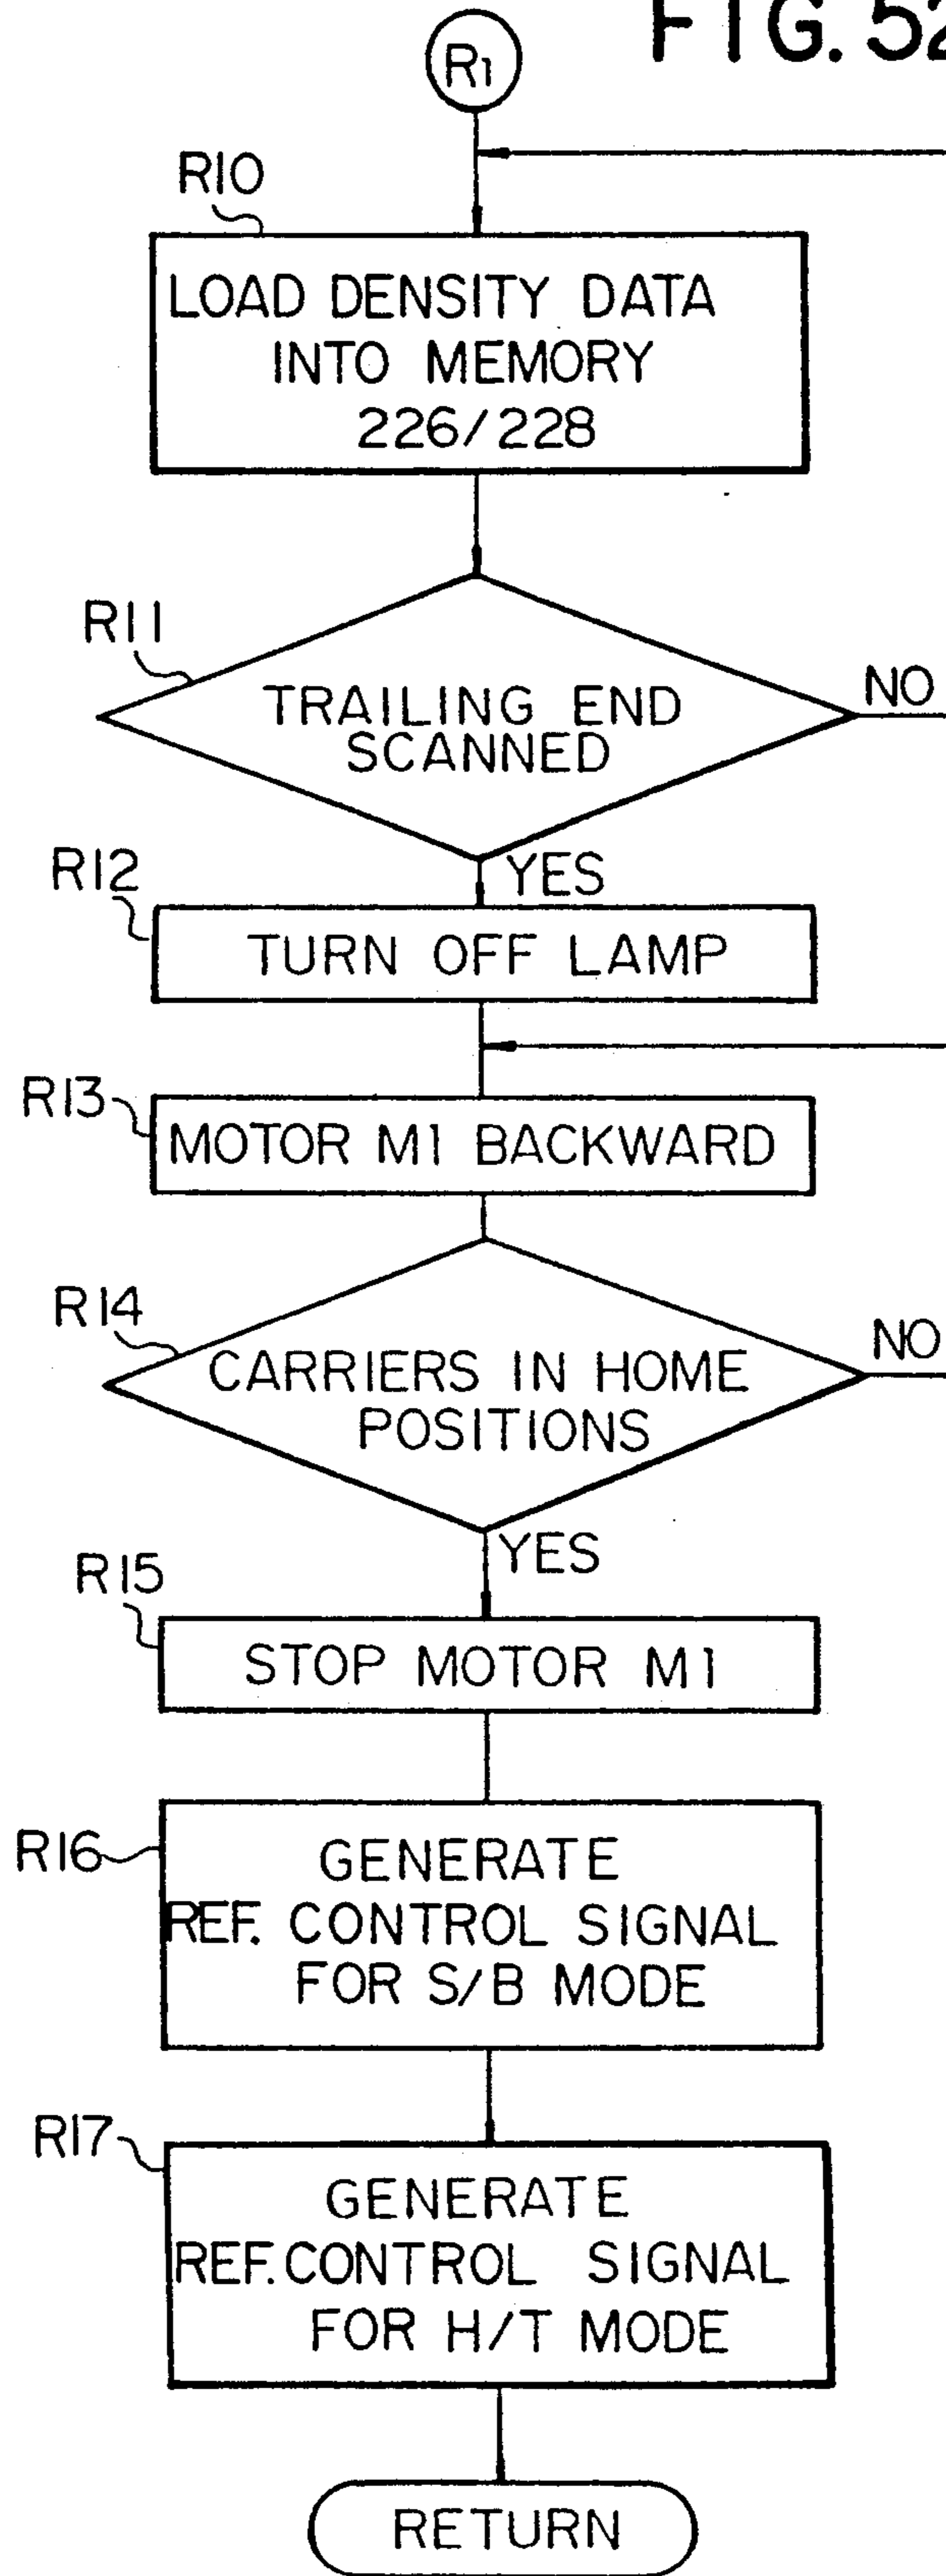 FIG. 52
R1
R10
LOAD DENSITY DATA
INTO MEMORY
226/228
R11
TRAILING END
SCANNED
NO
YES
R12
TURN OFF LAMP
R13
MOTOR M1 BACKWARD
R14
CARRIERS IN HOME
POSITIONS
NO
YES
R15
STOP MOTOR M1
R16
GENERATE
REF. CONTROL SIGNAL
FOR S/B MODE
R17
GENERATE
REF. CONTROL SIGNAL
FOR H/T MODE
RETURN